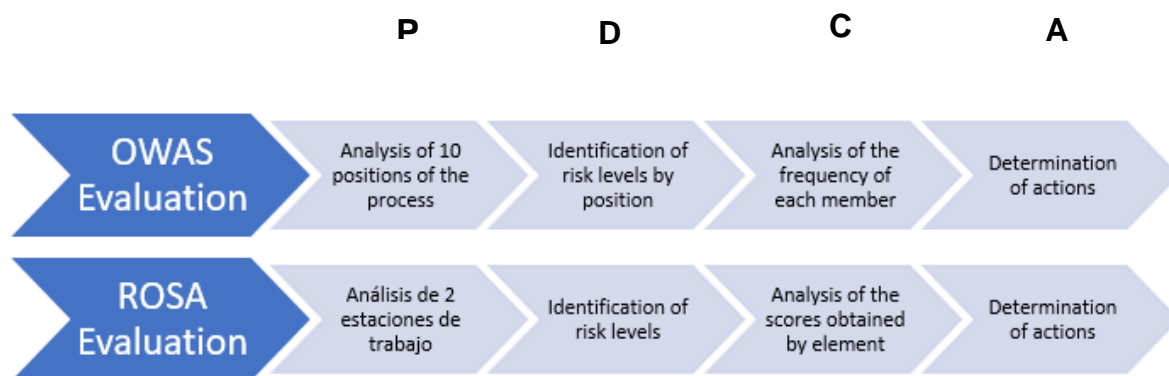 P D C A
OWAS
Evaluation
Analysis of 10
positions of the
process
Identification of
risk levels by
position
Analysis of the
frequency of
each member
Determination
of actions
ROSA
Evaluation
Análisis de 2
estaciones de
trabajo
Identification of
risk levels
Analysis of the
scores obtained
by element
Determination
of actions